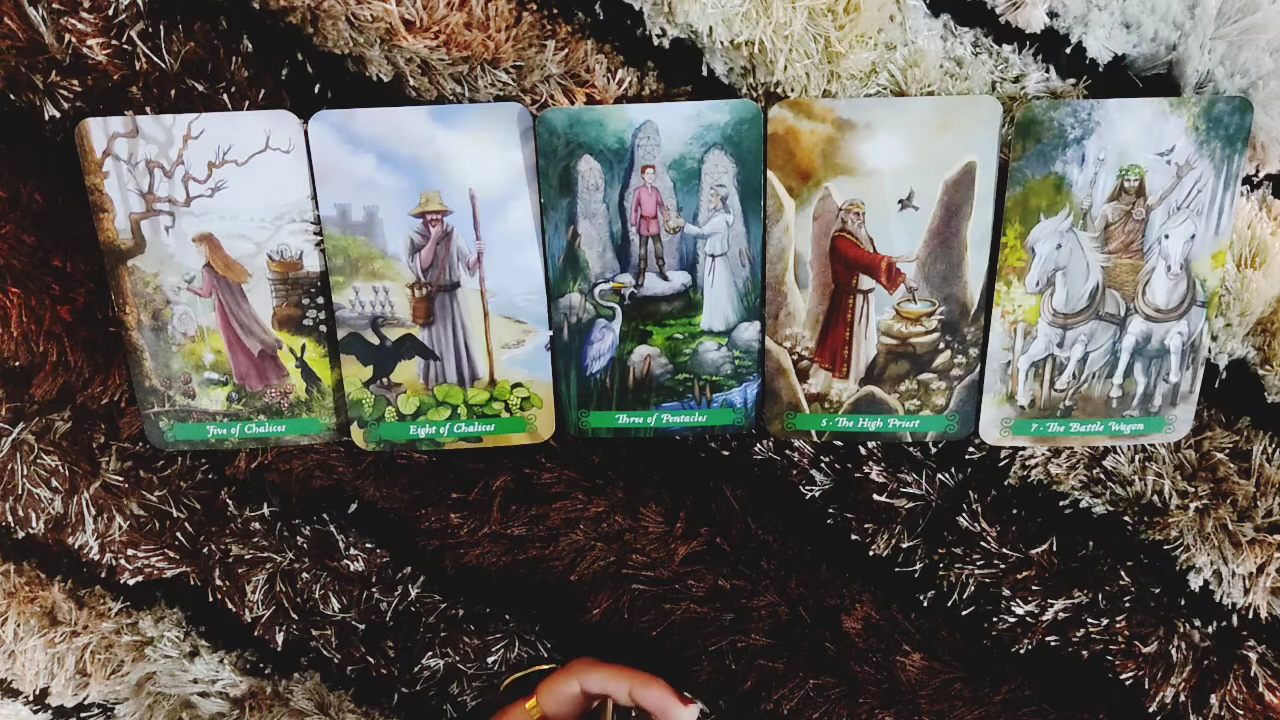 Five of Chalices
Eight of Chalices
Three of Pentacles
5 · The High Priest
7 · The Battle Wagon